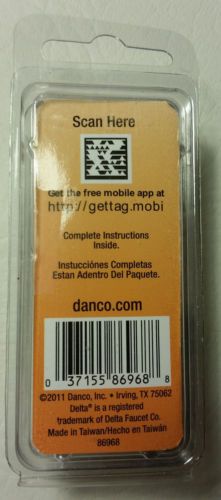 Scan Here
Get the free mobile app at
http://gettag.mobi
Complete Instructions
Inside.
Instucciónes Completas
Estan Adentro Del Paquete.
danco.com
0 37155 86968 8
©2011 Danco, Inc. • Irving, TX 75062
Delta® is a registered
trademark of Delta Faucet Co.
Made in Taiwan/Hecho en Taiwán
86968